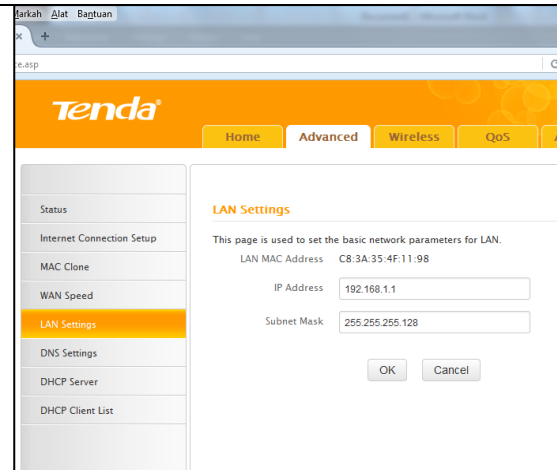 Markah Alat Bantuan
× +
ce.asp
Tenda
Home Advanced Wireless QoS
Status
Internet Connection Setup
MAC Clone
WAN Speed
LAN Settings
DNS Settings
DHCP Server
DHCP Client List
LAN Settings
This page is used to set the basic network parameters for LAN.
LAN MAC Address C8:3A:35:4F:11:98
IP Address 192.168.1.1
Subnet Mask 255.255.255.128
OK Cancel